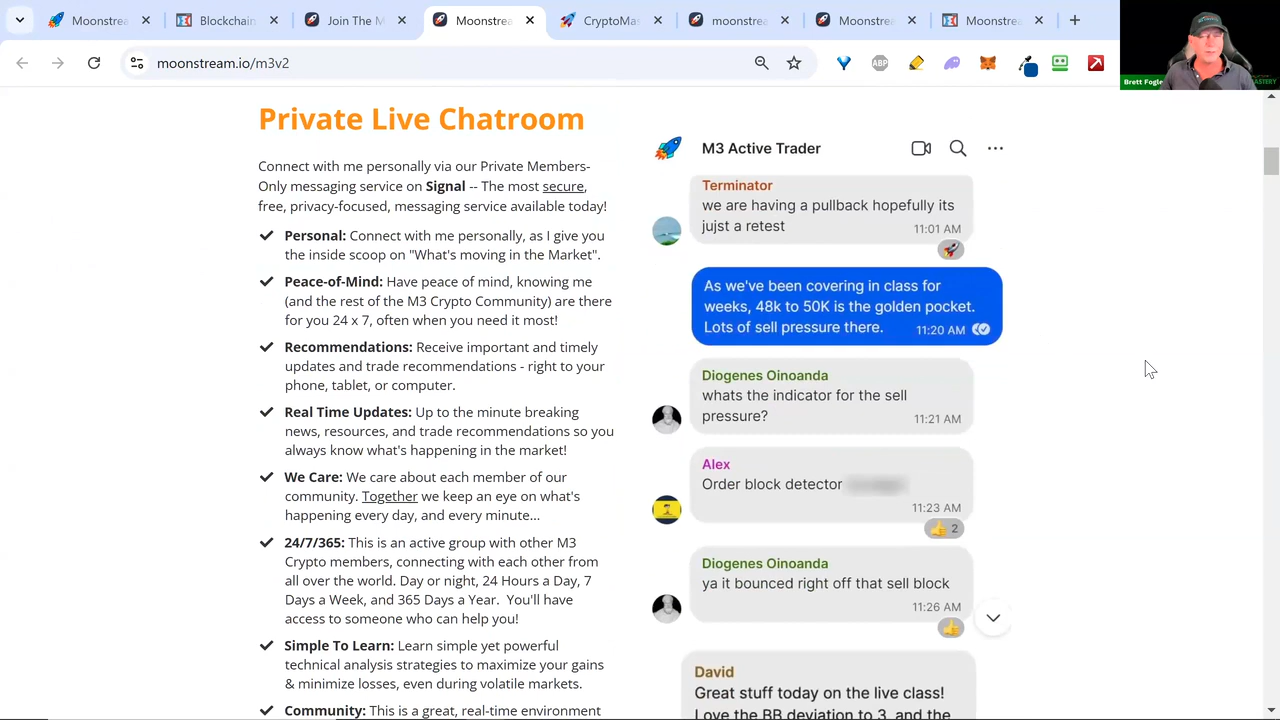 Moonstrea
Blockchain
Join The M
Moonstrea
CryptoMas
moonstrea
Moonstrea
Moonstrea
moonstream.io/m3v2
ABP
Brett Fogle
Private Live Chatroom
Connect with me personally via our Private Members-
Only messaging service on Signal -- The most secure,
free, privacy-focused, messaging service available today!
Personal: Connect with me personally, as I give you
the inside scoop on "What's moving in the Market".
Peace-of-Mind: Have peace of mind, knowing me
(and the rest of the M3 Crypto Community) are there
for you 24 x 7, often when you need it most!
Recommendations: Receive important and timely
updates and trade recommendations - right to your
phone, tablet, or computer.
Real Time Updates: Up to the minute breaking
news, resources, and trade recommendations so you
always know what's happening in the market!
We Care: We care about each member of our
community. Together we keep an eye on what's
happening every day, and every minute...
24/7/365: This is an active group with other M3
Crypto members, connecting with each other from
all over the world. Day or night, 24 Hours a Day, 7
Days a Week, and 365 Days a Year. You'll have
access to someone who can help you!
Simple To Learn: Learn simple yet powerful
technical analysis strategies to maximize your gains
& minimize losses, even during volatile markets.
Community: This is a great, real-time environment
M3 Active Trader
Terminator
we are having a pullback hopefully its
jujst a retest
11:01 AM
As we've been covering in class for
weeks, 48k to 50K is the golden pocket.
Lots of sell pressure there.
11:20 AM
Diogenes Oinoanda
whats the indicator for the sell
pressure?
11:21 AM
Alex
Order block detector
11:23 AM
2
Diogenes Oinoanda
ya it bounced right off that sell block
11:26 AM
David
Great stuff today on the live class!
Love the BB deviation to 3, and the